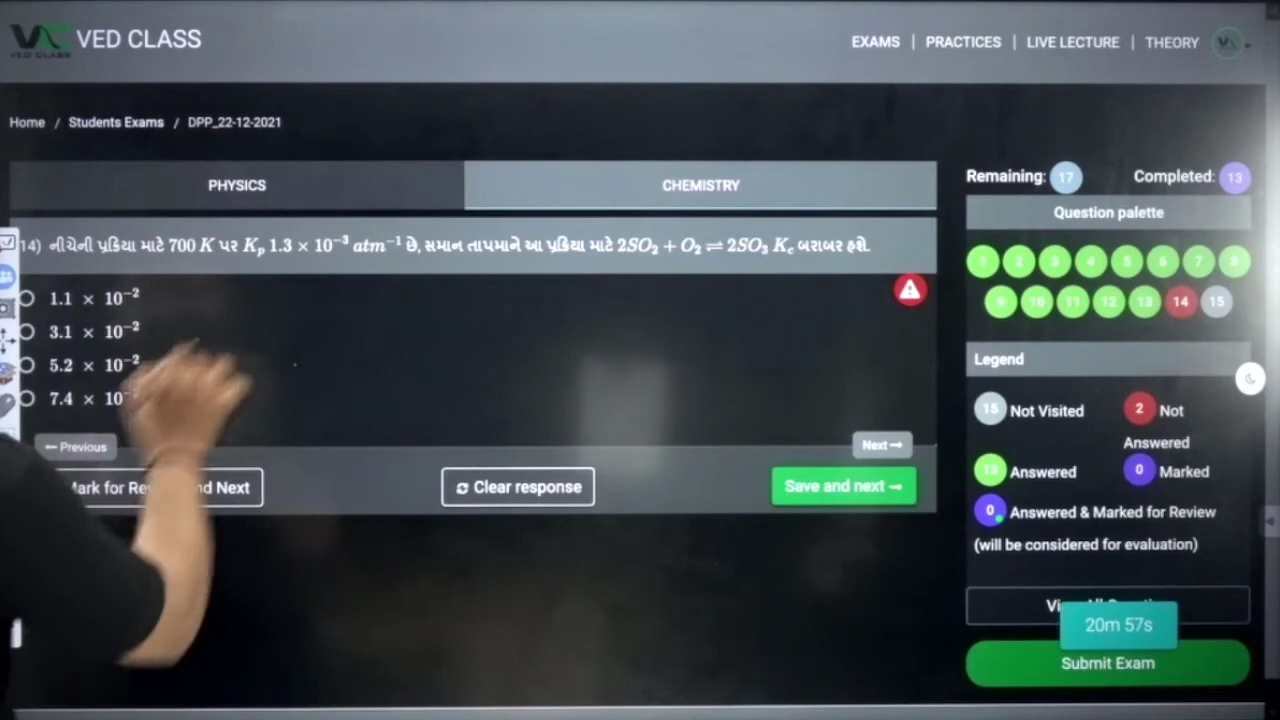 VED CLASS
VED CLASS
EXAMS | PRACTICES | LIVE LECTURE | THEORY
Home / Students Exams / DPP_22-12-2021
PHYSICS
CHEMISTRY
14) નીચેની પ્રક્રિયા માટે 700 K પર Kp 1.3 × 10⁻³ atm⁻¹ છે, સમાન તાપમાને આ પ્રક્રિયા માટે 2SO₂ + O₂ ⇌ 2SO₃ Kc બરાબર હશે.
1.1 × 10⁻²
3.1 × 10⁻²
5.2 × 10⁻²
7.4 × 10
← Previous
Next →
Mark for Next
Clear response
Save and next →
Remaining: 17 Completed: 13
Question palette
1 2 3 4 5 6 7 8
9 10 11 12 13 14 15
Legend
15 Not Visited
2 Not Answered
13 Answered
0 Marked
0 Answered & Marked for Review
(will be considered for evaluation)
20m 57s
Submit Exam